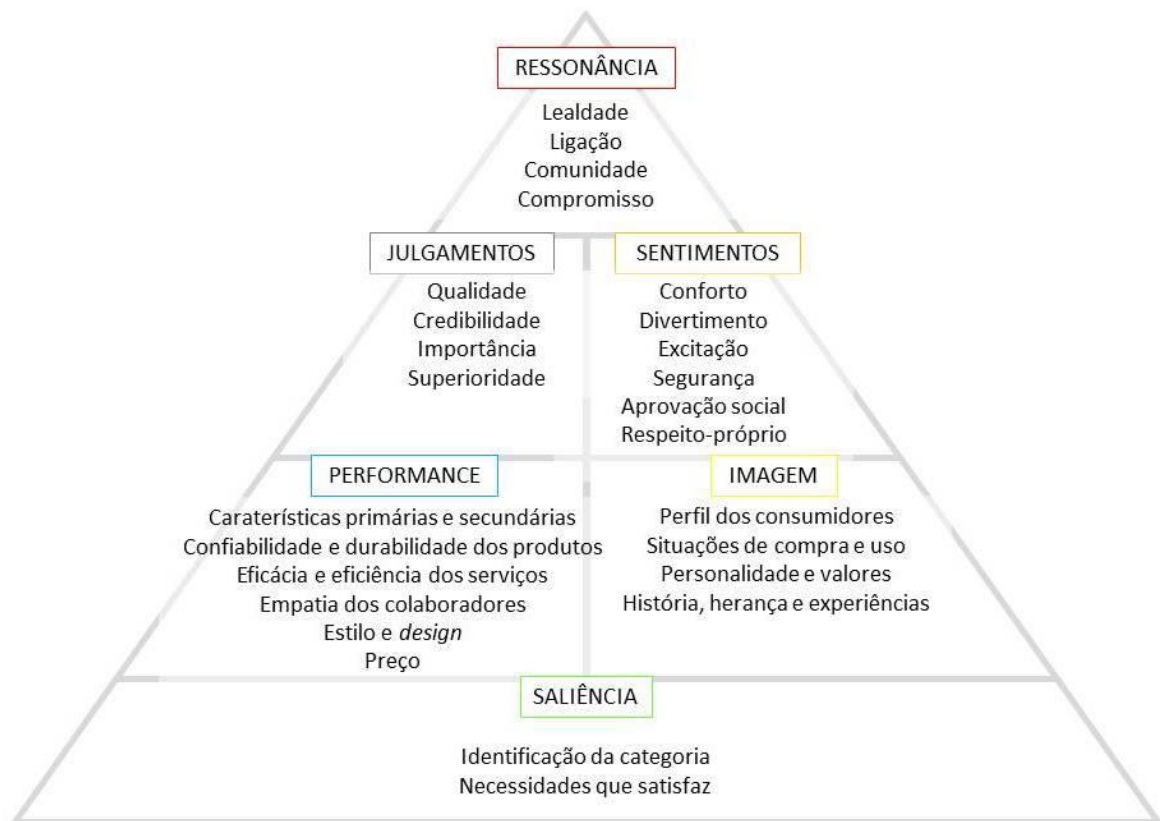 RESSONÂNCIA
Lealdade
Ligação
Comunidade
Compromisso
JULGAMENTOS
Qualidade
Credibilidade
Importância
Superioridade
SENTIMENTOS
Conforto
Divertimento
Excitação
Segurança
Aprovação social
Respeito-próprio
PERFORMANCE
Caraterísticas primárias e secundárias
Confiabilidade e durabilidade dos produtos
Eficácia e eficiência dos serviços
Empatia dos colaboradores
Estilo e design
Preço
IMAGEM
Perfil dos consumidores
Situações de compra e uso
Personalidade e valores
História, herança e experiências
SALIÊNCIA
Identificação da categoria
Necessidades que satisfaz